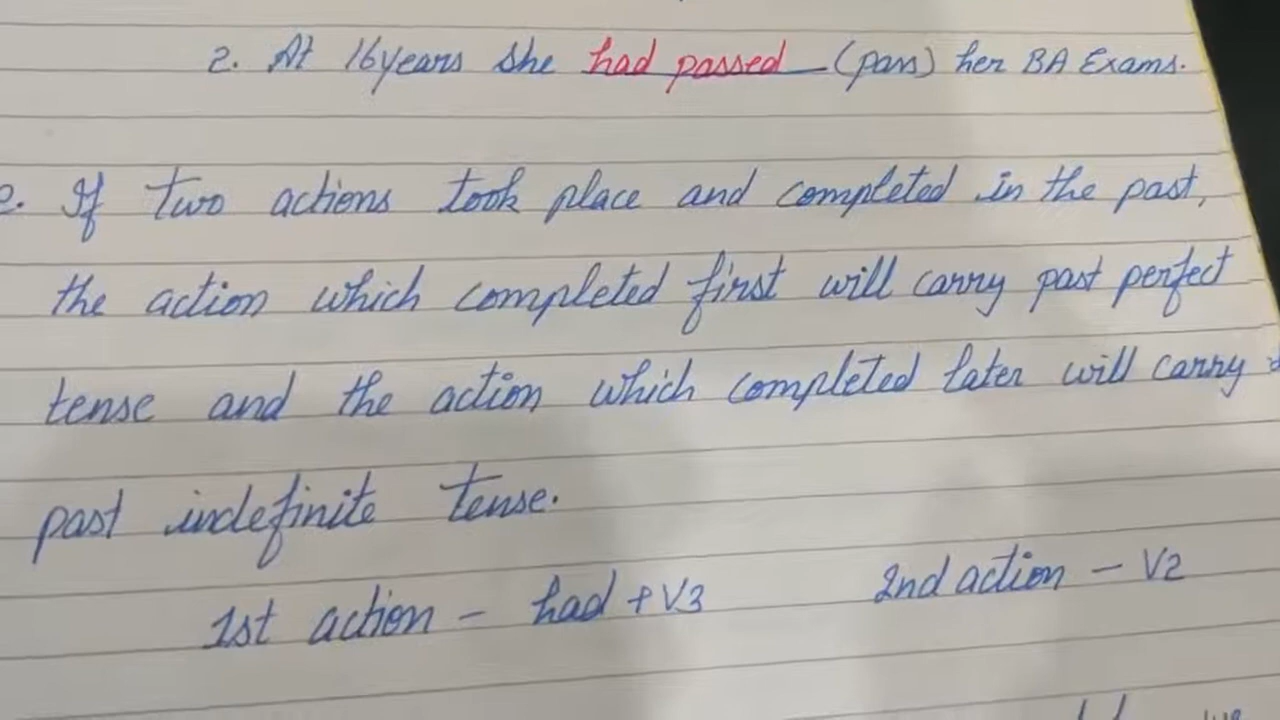 2. At 16years she had passed (pass) her BA Exams.
2. If two actions took place and completed in the past,
the action which completed first will carry past perfect
tense and the action which completed later will carry
past indefinite tense.
1st action - had +V3 2nd action - V2